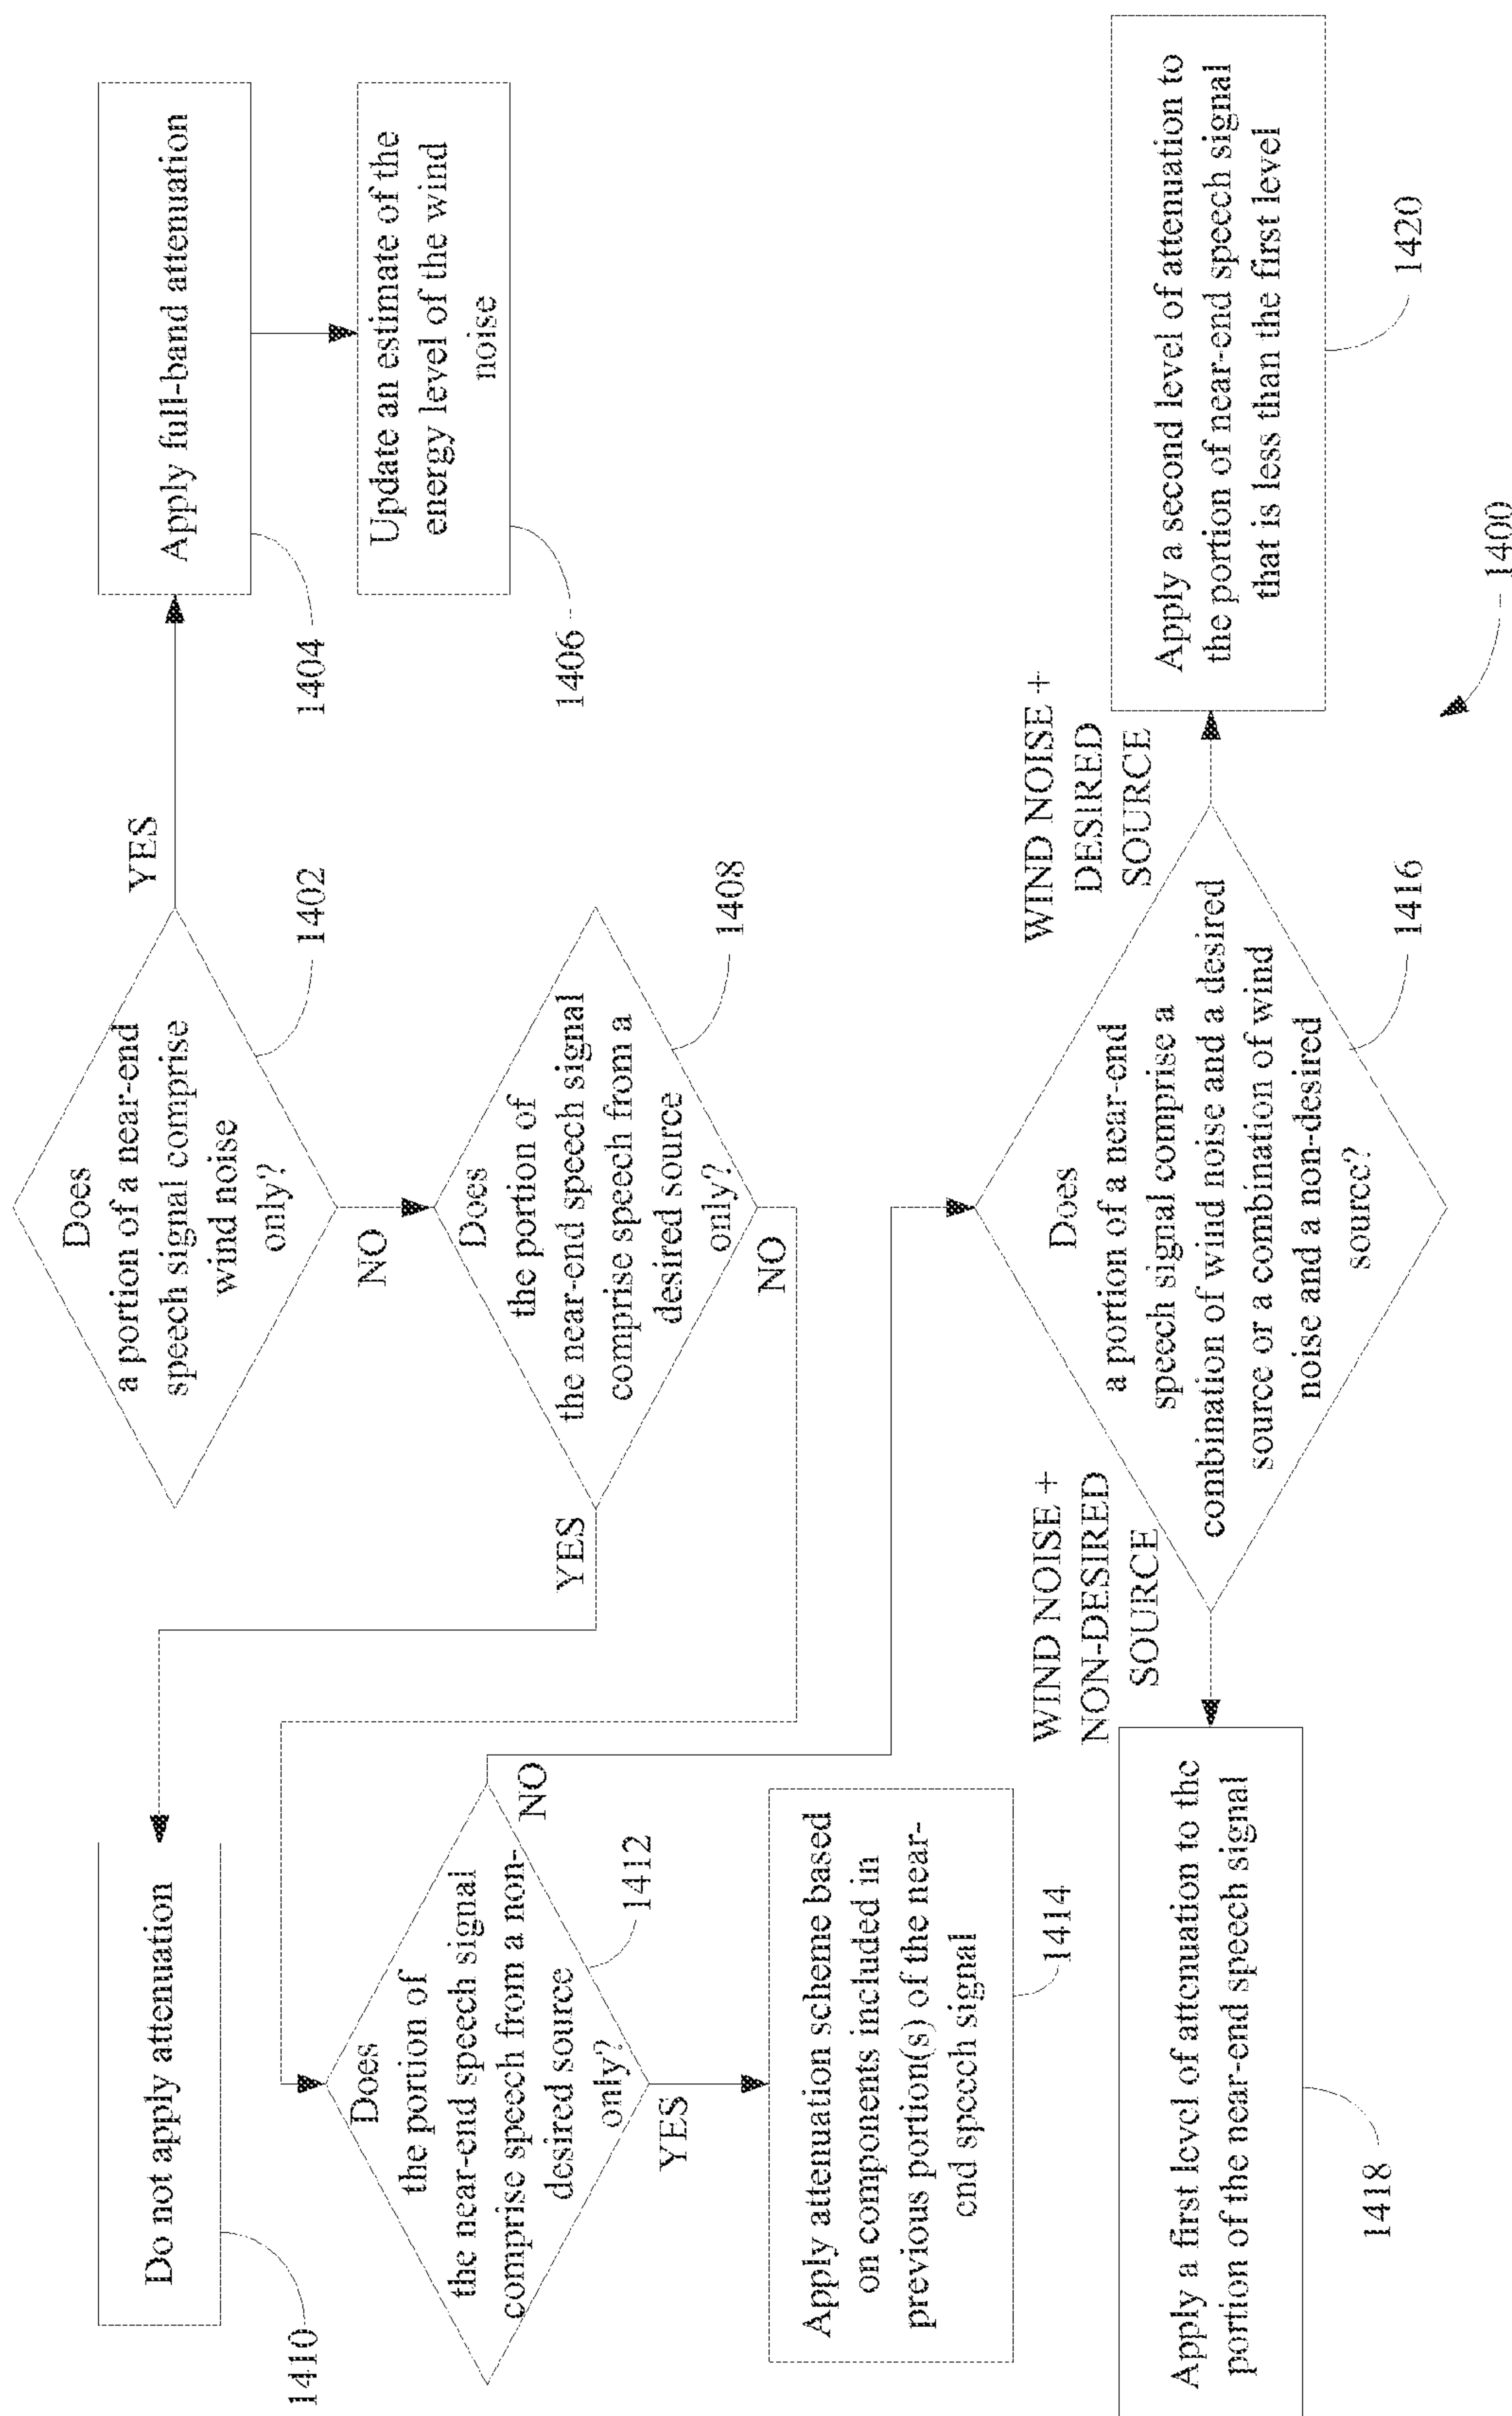 Does
a portion of a near-end
speech signal comprise
wind noise
only?
YES
1402
NO
Apply full-band attenuation
1404
Update an estimate of the
energy level of the wind
noise
1406
Does
the portion of
the near-end speech signal
comprise speech from a
desired source
only?
1408
YES
NO
Do not apply attenuation
1410
Does
the portion of
the near-end speech signal
comprise speech from a non-
desired source
only?
1412
NO
YES
Apply attenuation scheme based
on components included in
previous portion(s) of the near-
end speech signal
1414
Does
a portion of a near-end
speech signal comprise a
combination of wind noise and a desired
source or a combination of wind
noise and a non-desired
source?
1416
WIND NOISE +
NON-DESIRED
SOURCE
WIND NOISE +
DESIRED
SOURCE
Apply a first level of attenuation to the
portion of the near-end speech signal
1418
Apply a second level of attenuation to
the portion of near-end speech signal
that is less than the first level
1420
1400